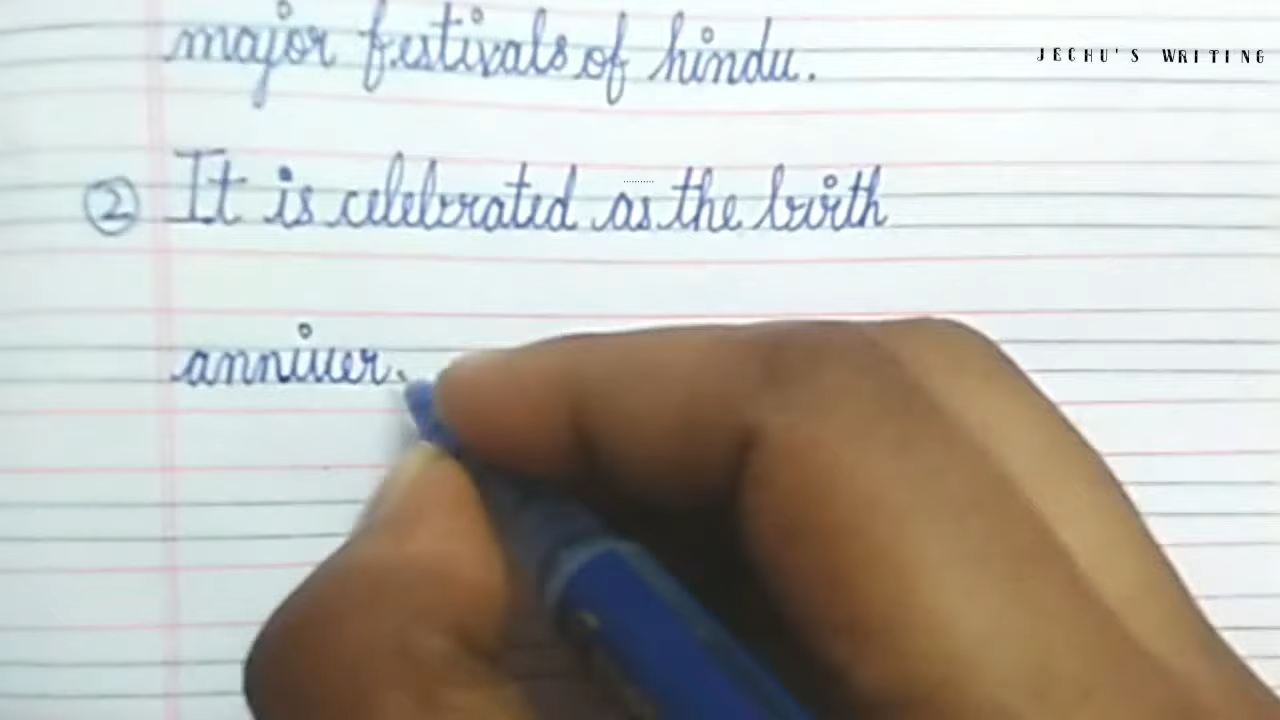 major festivals of hindu.
JECHU'S WRITING
② It is celebrated as the birth
anniver